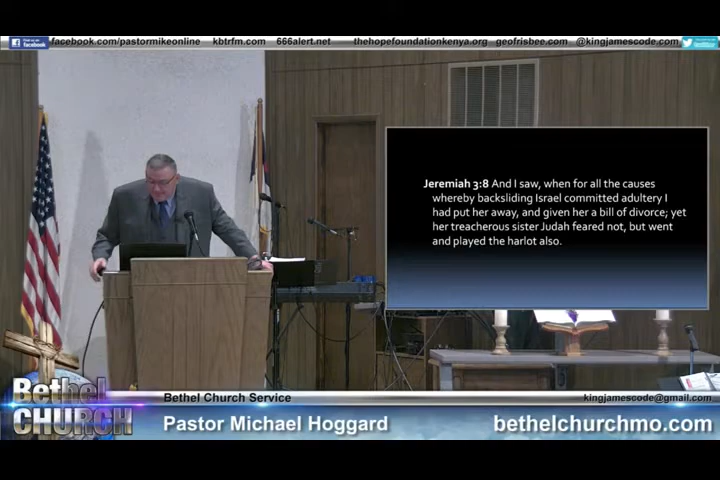 facebook.com/pastormikeonline kbtrfm.com 666alert.net thehopefoundationkenya.org geofrisbee.com @kingjamescode.com
Jeremiah 3:8 And I saw, when for all the causes
whereby backsliding Israel committed adultery I
had put her away, and given her a bill of divorce; yet
her treacherous sister Judah feared not, but went
and played the harlot also.
Bethel Church Service
kingjamescode@gmail.com
Bethel
CHURCH
Pastor Michael Hoggard
bethelchurchmo.com